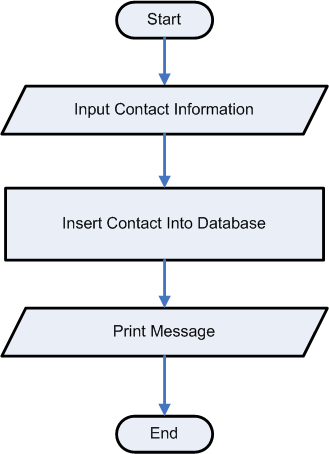 Start
Input Contact Information
Insert Contact Into Database
Print Message
End